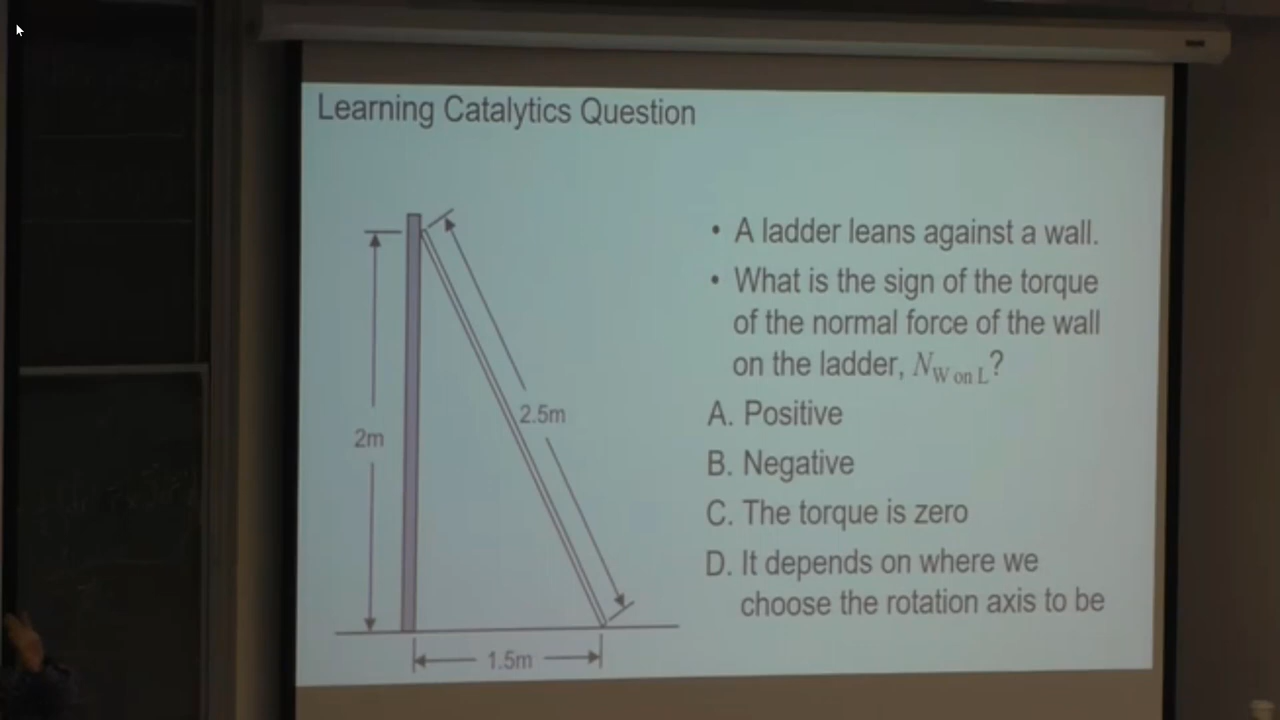 Learning Catalytics Question
• A ladder leans against a wall.
• What is the sign of the torque
of the normal force of the wall
on the ladder, N_W on L?
A. Positive
B. Negative
C. The torque is zero
D. It depends on where we
choose the rotation axis to be
2m
2.5m
1.5m